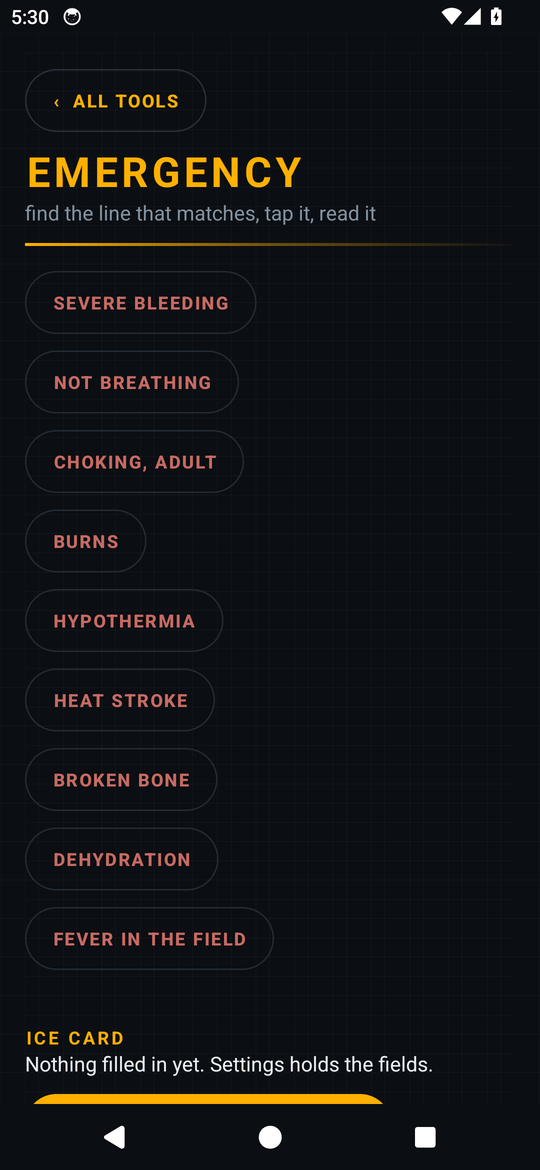 5:30
‹ ALL TOOLS
EMERGENCY
find the line that matches, tap it, read it
SEVERE BLEEDING
NOT BREATHING
CHOKING, ADULT
BURNS
HYPOTHERMIA
HEAT STROKE
BROKEN BONE
DEHYDRATION
FEVER IN THE FIELD
ICE CARD
Nothing filled in yet. Settings holds the fields.